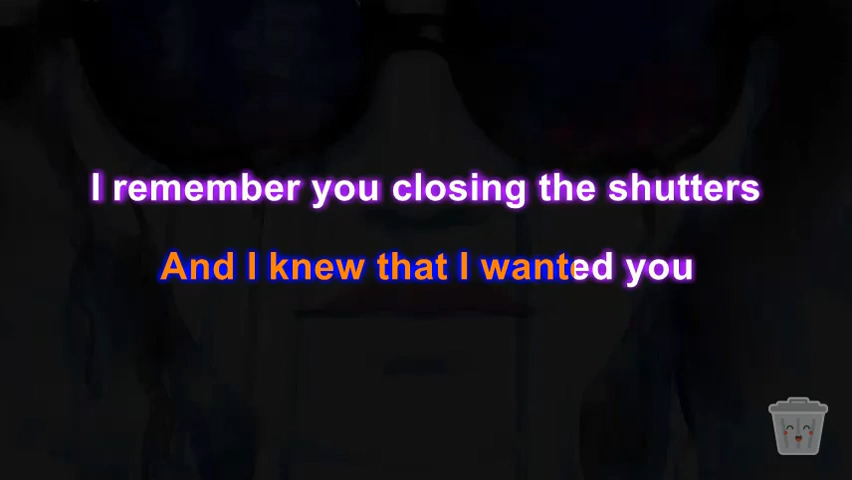 I remember you closing the shutters
And I knew that I wanted you